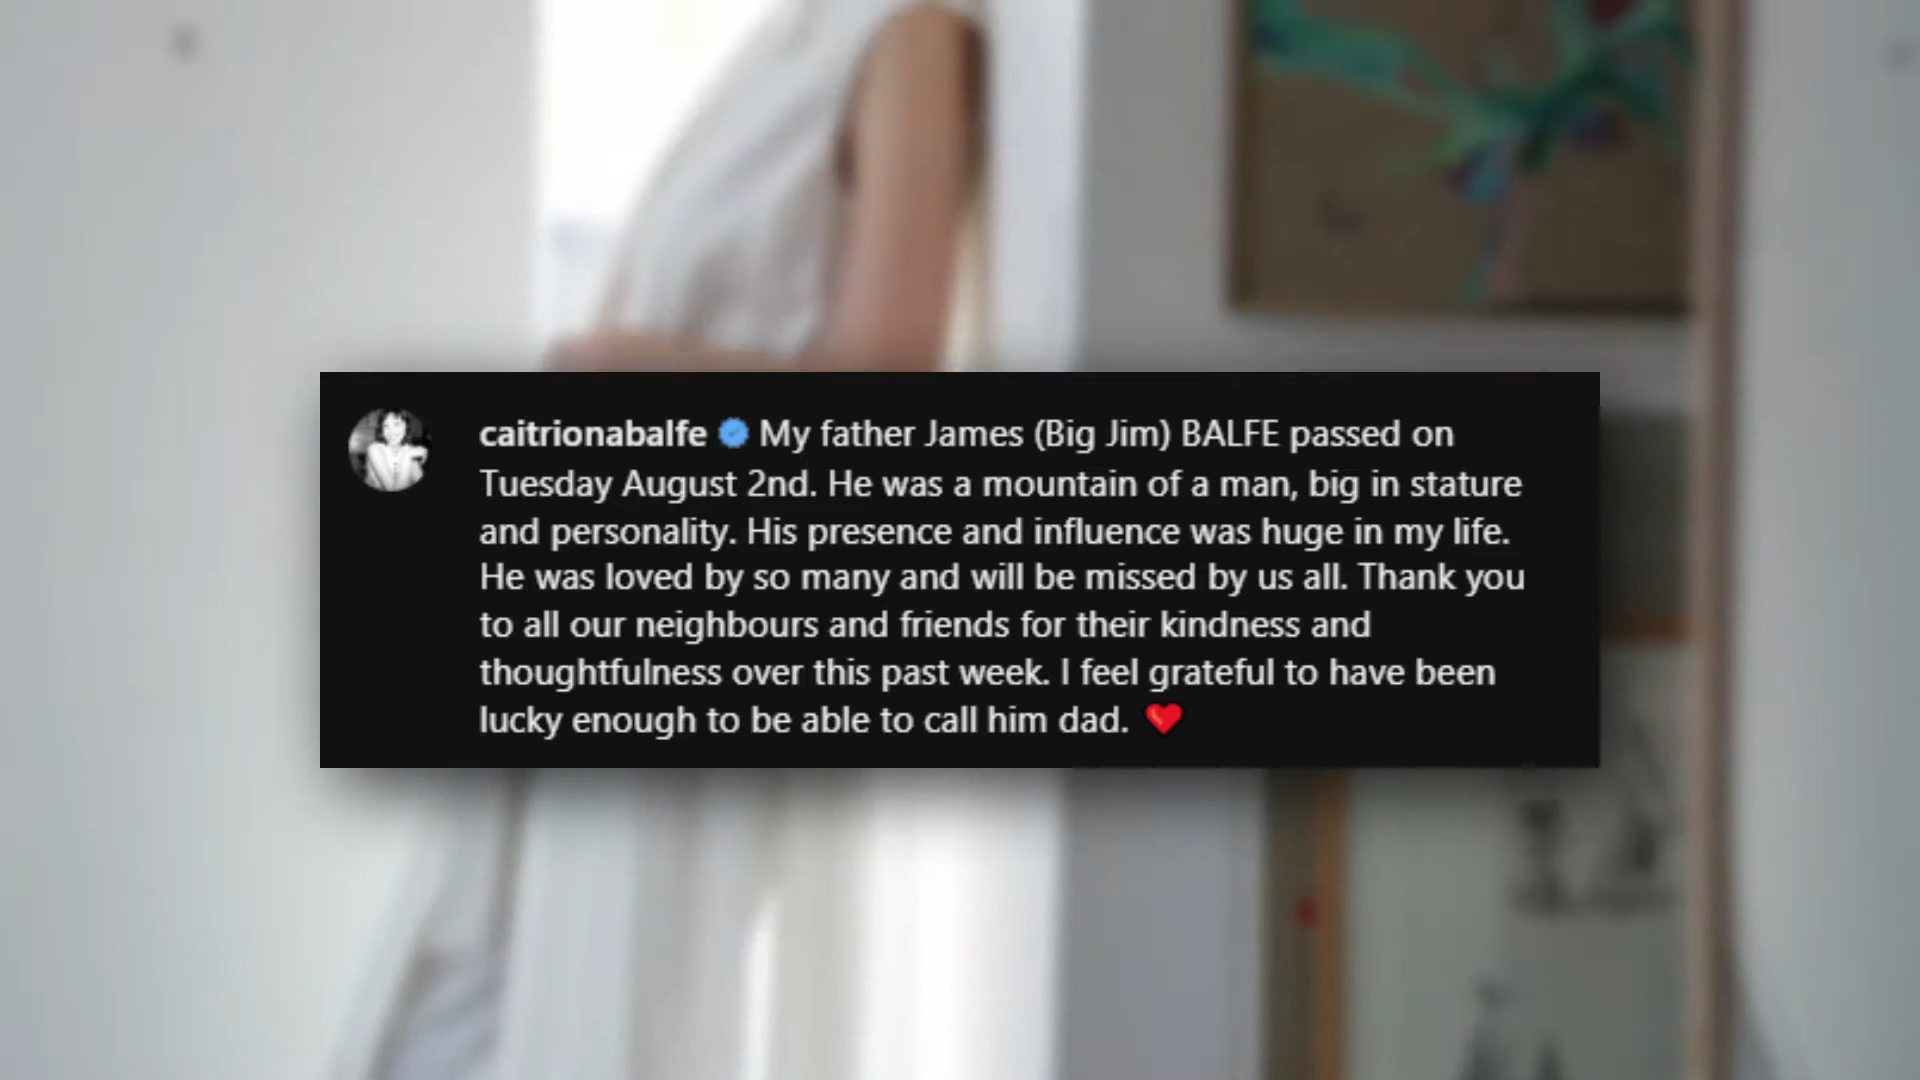 caitrionabalfe My father James (Big Jim) BALFE passed on
Tuesday August 2nd. He was a mountain of a man, big in stature
and personality. His presence and influence was huge in my life.
He was loved by so many and will be missed by us all. Thank you
to all our neighbours and friends for their kindness and
thoughtfulness over this past week. I feel grateful to have been
lucky enough to be able to call him dad. ❤️